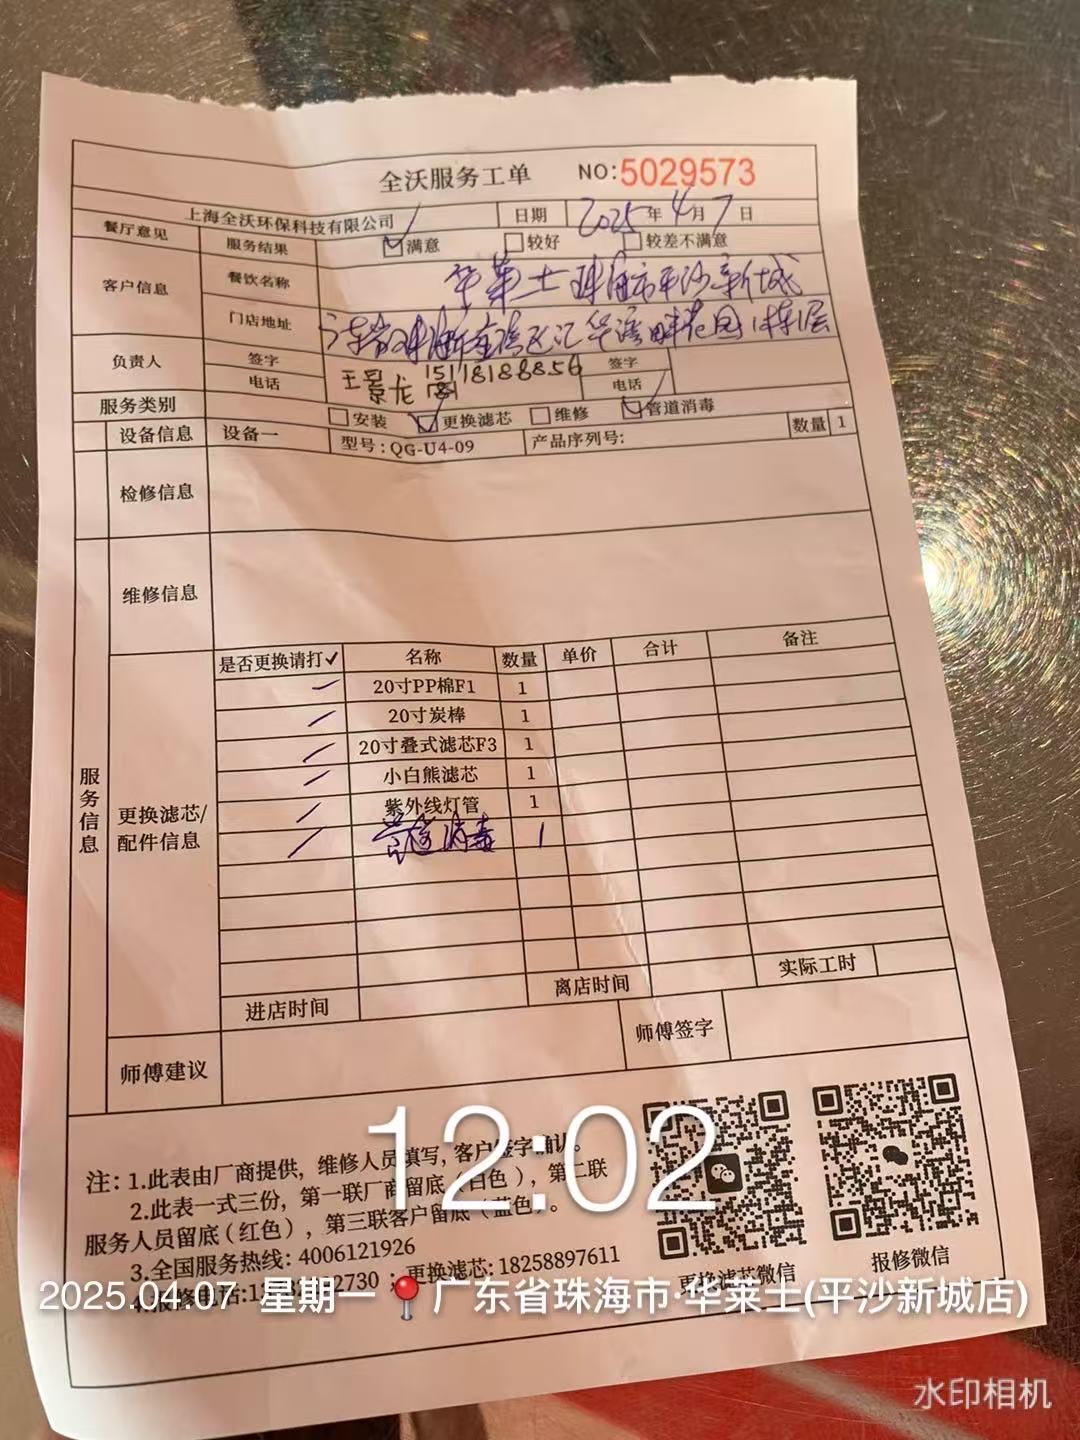 全沃服务工单 NO:5029573
上海全沃环保科技有限公司 日期 2025年4月7日
餐厅意见 服务结果 满意 较好 较差不满意
客户信息 餐饮名称 华莱士珠海市平沙新城
门店地址
负责人 签字 签字
电话 15118188856 电话
服务类别 安装 更换滤芯 维修 管道消毒
设备信息 设备一 型号:QG-U4-09 产品序列号: 数量 1
检修信息
维修信息
服务信息
更换滤芯/
配件信息
是否更换请打✓ 名称 数量 单价 合计 备注
20寸PP棉F1 1
20寸炭棒 1
20寸叠式滤芯F3 1
小白熊滤芯 1
紫外线灯管 1
管道消毒 1
进店时间 离店时间 实际工时
师傅建议 师傅签字
注: 1.此表由厂商提供, 维修人员填写, 客户签字确认。
2.此表一式三份, 第一联厂商留底(白色), 第二联
服务人员留底(红色), 第三联客户留底(蓝色)。
3.全国服务热线: 4006121926
2730 ; 更换滤芯: 18258897611
更换滤芯微信 报修微信
12:02
2025.04.07 星期一 广东省珠海市·华莱士(平沙新城店)
水印相机